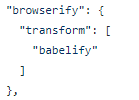 "browserify": {
  "transform": [
    "babelify"
  ]
},